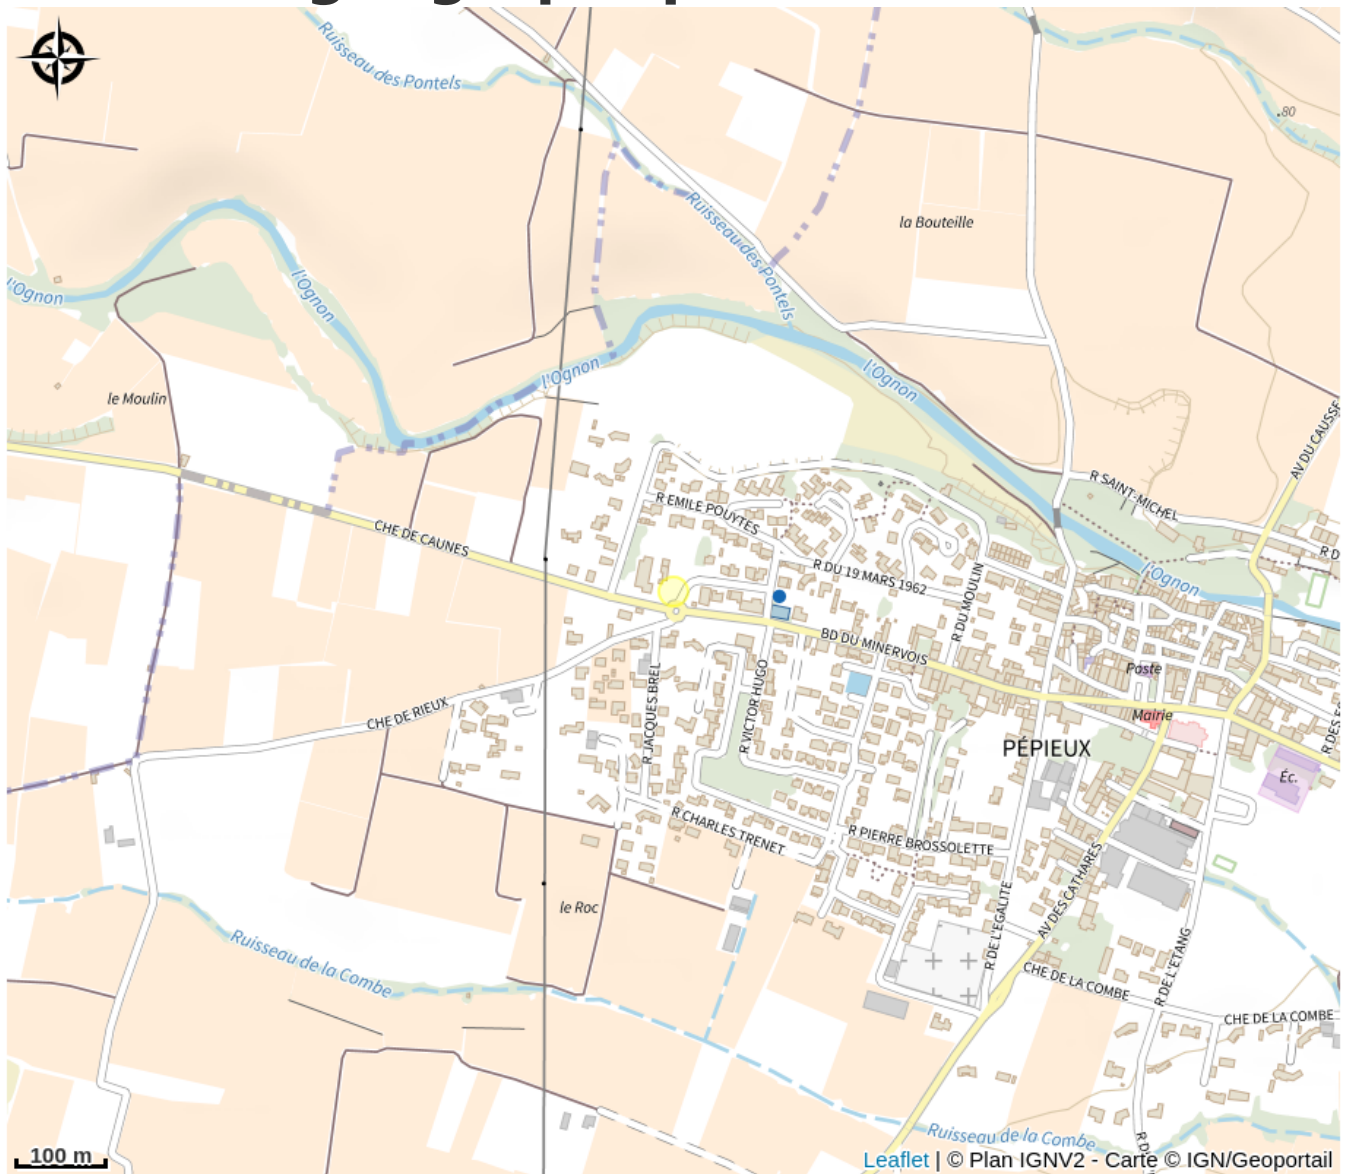 Ruisseau des Pontels
80
la Bouteille
Ruisseau des Pontels
l'Ognon
l'Ognon
l'Ognon
l'Ognon
le Moulin
AV DU CAUSSE
R SAINT-MICHEL
R EMILE POUYTES
CHE DE CAUNES
R D
l'Ognon
R DU 19 MARS 1962
R DU MOULIN
BD DU MINERVOIS
Poste
R JACQUES BREL
R VICTOR HUGO
CHE DE RIEUX
Mairie
PÉPIEUX
Éc.
R CHARLES TRENET
R PIERRE BROSSOLETTE
AV DES CATHARES
le Roc
R DE L'EGALITE
Ruisseau de la Combe
R DE L'ETANG
CHE DE LA COMBE
CHE DE LA COMBE
Ruisseau de la Combe
100 m
Leaflet | © Plan IGNV2 - Carte © IGN/Geoportail